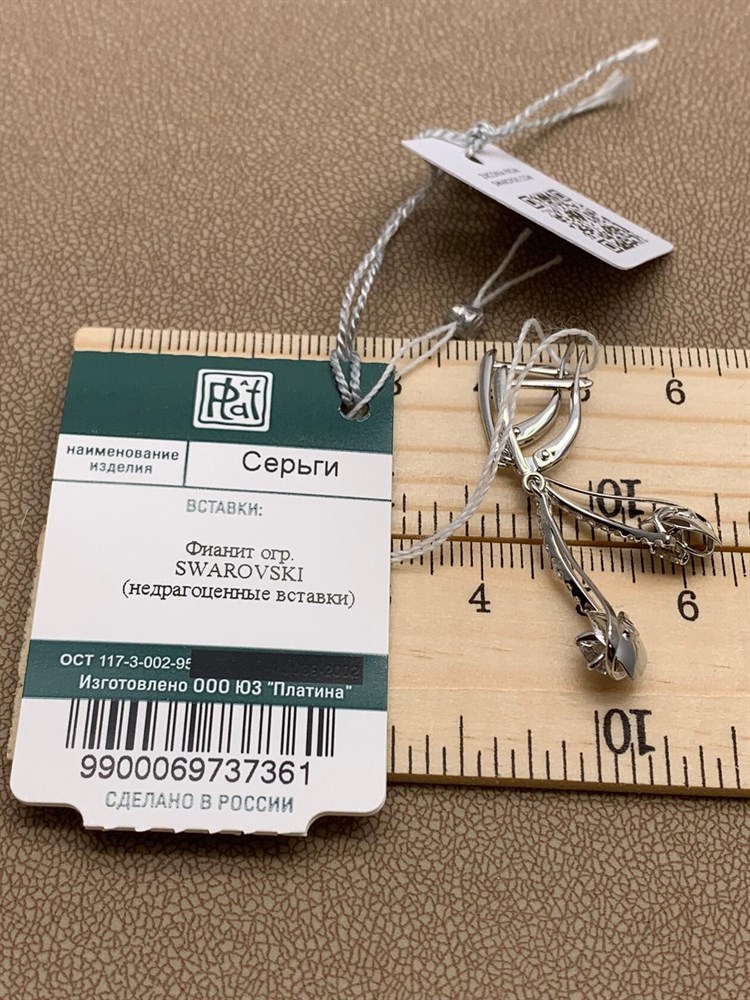 Plat
наименование
изделия
Серьги
ВСТАВКИ:
Фианит огр.
SWAROVSKI
(недрагоценные вставки)
ОСТ 117-3-002-95
Изготовлено ООО ЮЗ "Платина"
9900069737361
СДЕЛАНО В РОССИИ
6
10
4
6
10